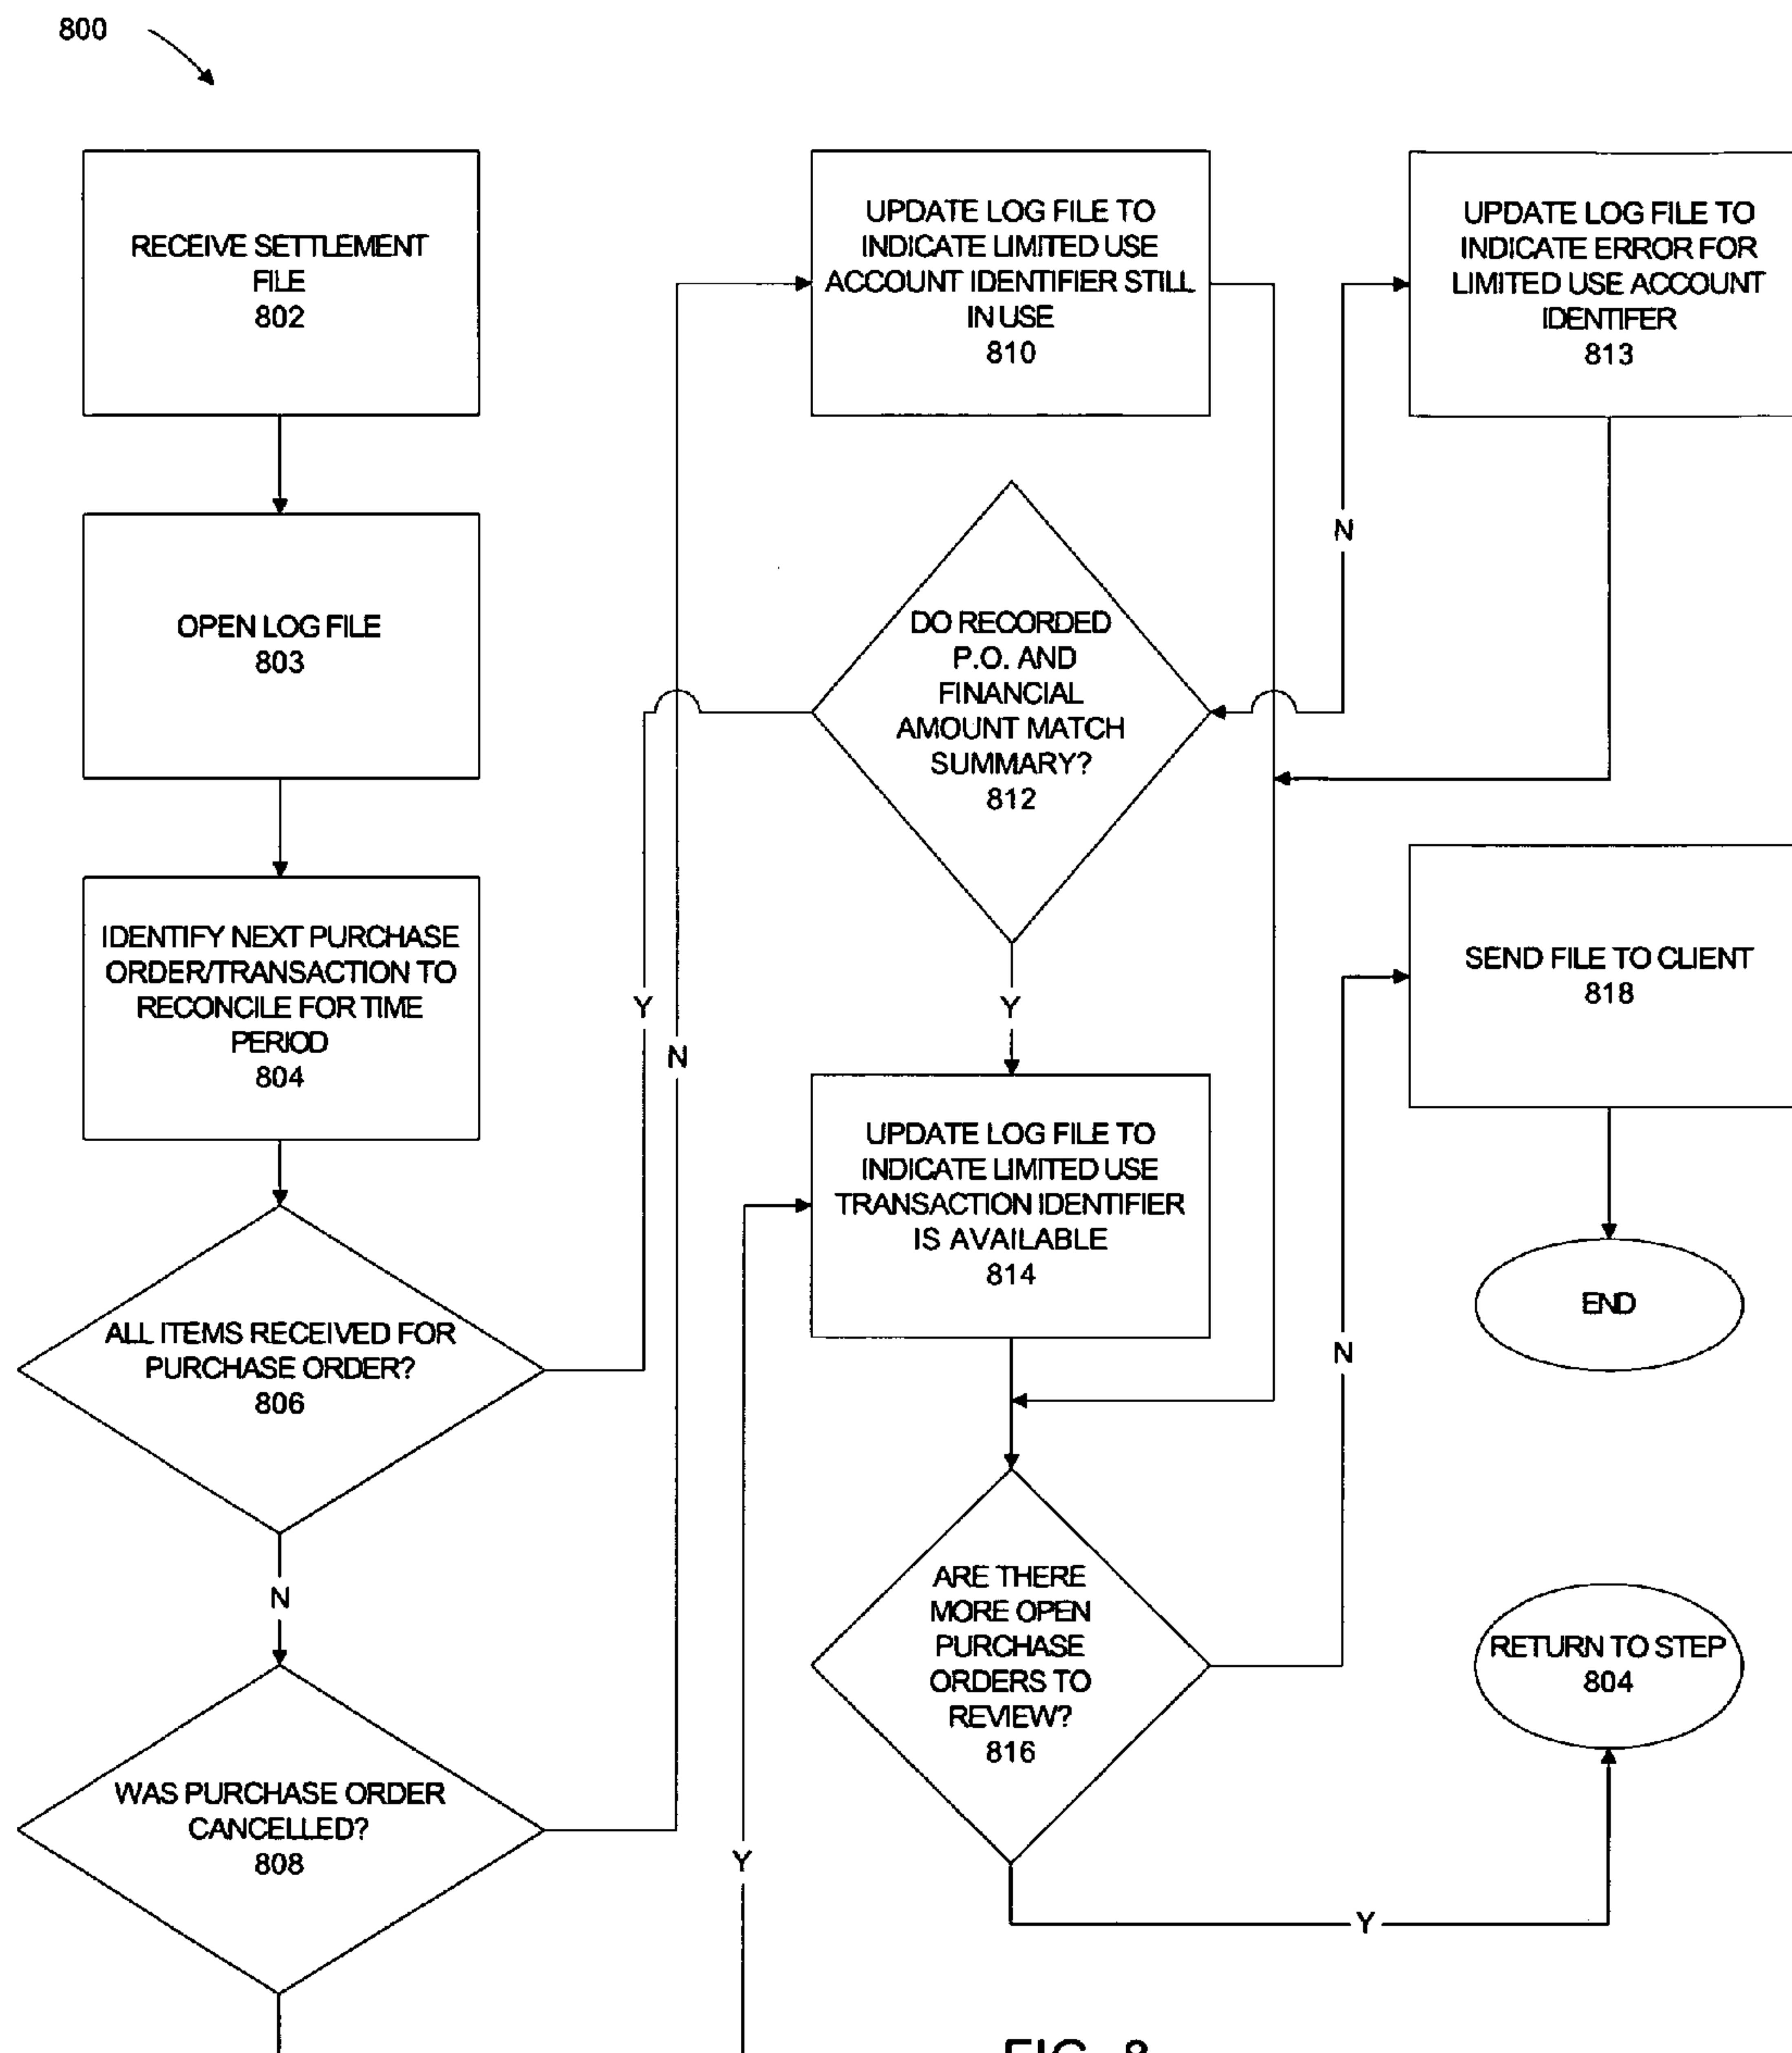 800
RECEIVE SETTLEMENT
FILE
802
OPEN LOG FILE
803
IDENTIFY NEXT PURCHASE
ORDER/TRANSACTION TO
RECONCILE FOR TIME
PERIOD
804
ALL ITEMS RECEIVED FOR
PURCHASE ORDER?
806
N
WAS PURCHASE ORDER
CANCELLED?
808
Y
N
Y
UPDATE LOG FILE TO
INDICATE LIMITED USE
ACCOUNT IDENTIFIER STILL
IN USE
810
DO RECORDED
P.O. AND
FINANCIAL
AMOUNT MATCH
SUMMARY?
812
Y
UPDATE LOG FILE TO
INDICATE LIMITED USE
TRANSACTION IDENTIFIER
IS AVAILABLE
814
ARE THERE
MORE OPEN
PURCHASE
ORDERS TO
REVIEW?
816
N
UPDATE LOG FILE TO
INDICATE ERROR FOR
LIMITED USE ACCOUNT
IDENTIFER
813
SEND FILE TO CLIENT
818
N
END
RETURN TO STEP
804
Y
FIG. 8